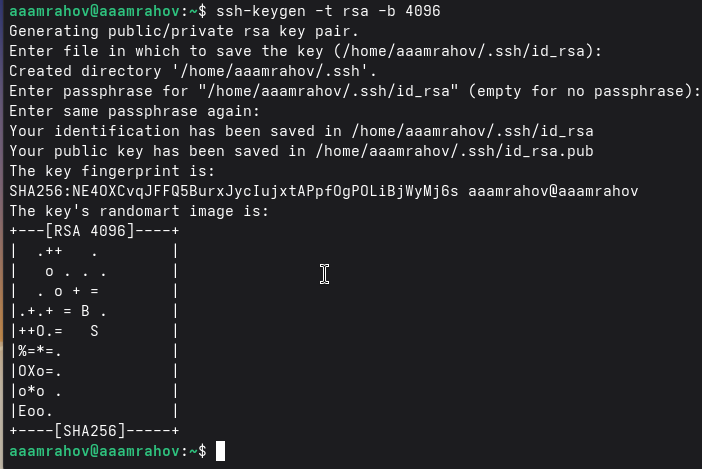 aaamrahov@aaamrahov:~$ ssh-keygen -t rsa -b 4096
Generating public/private rsa key pair.
Enter file in which to save the key (/home/aaamrahov/.ssh/id_rsa):
Created directory '/home/aaamrahov/.ssh'.
Enter passphrase for "/home/aaamrahov/.ssh/id_rsa" (empty for no passphrase):
Enter same passphrase again:
Your identification has been saved in /home/aaamrahov/.ssh/id_rsa
Your public key has been saved in /home/aaamrahov/.ssh/id_rsa.pub
The key fingerprint is:
SHA256:NE4OXCvqJFFQ5BurxJycIujxtAPpfOgPOLiBjWyMj6s aaamrahov@aaamrahov
The key's randomart image is:
+---[RSA 4096]----+
|  .++   .        |
|   o . . .       |
|  . o + =        |
|.+.+ = B .       |
|++O.=   S        |
|%=*=.            |
|OXo=.            |
|o*o .            |
|Eoo.             |
+----[SHA256]-----+
aaamrahov@aaamrahov:~$